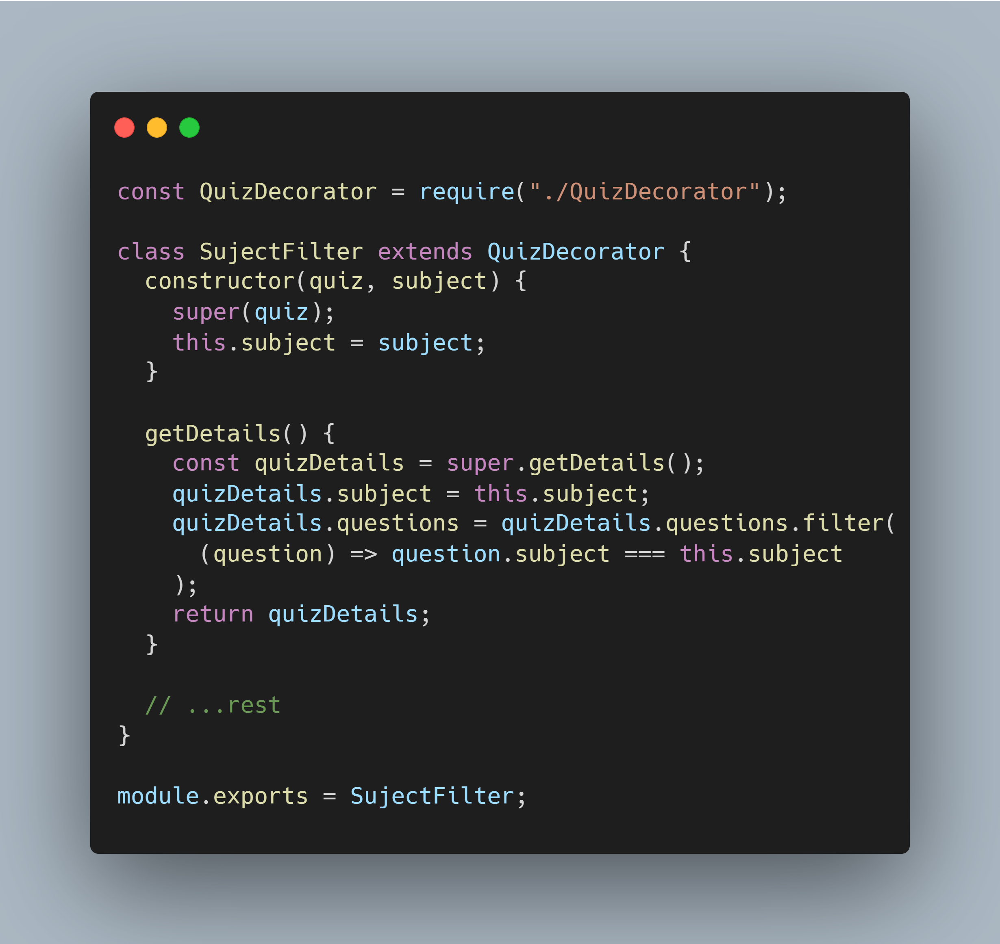 const QuizDecorator = require("./QuizDecorator");
class SujectFilter extends QuizDecorator {
  constructor(quiz, subject) {
    super(quiz);
    this.subject = subject;
  }
  getDetails() {
    const quizDetails = super.getDetails();
    quizDetails.subject = this.subject;
    quizDetails.questions = quizDetails.questions.filter(
      (question) => question.subject === this.subject
    );
    return quizDetails;
  }
  // ...rest
}
module.exports = SujectFilter;